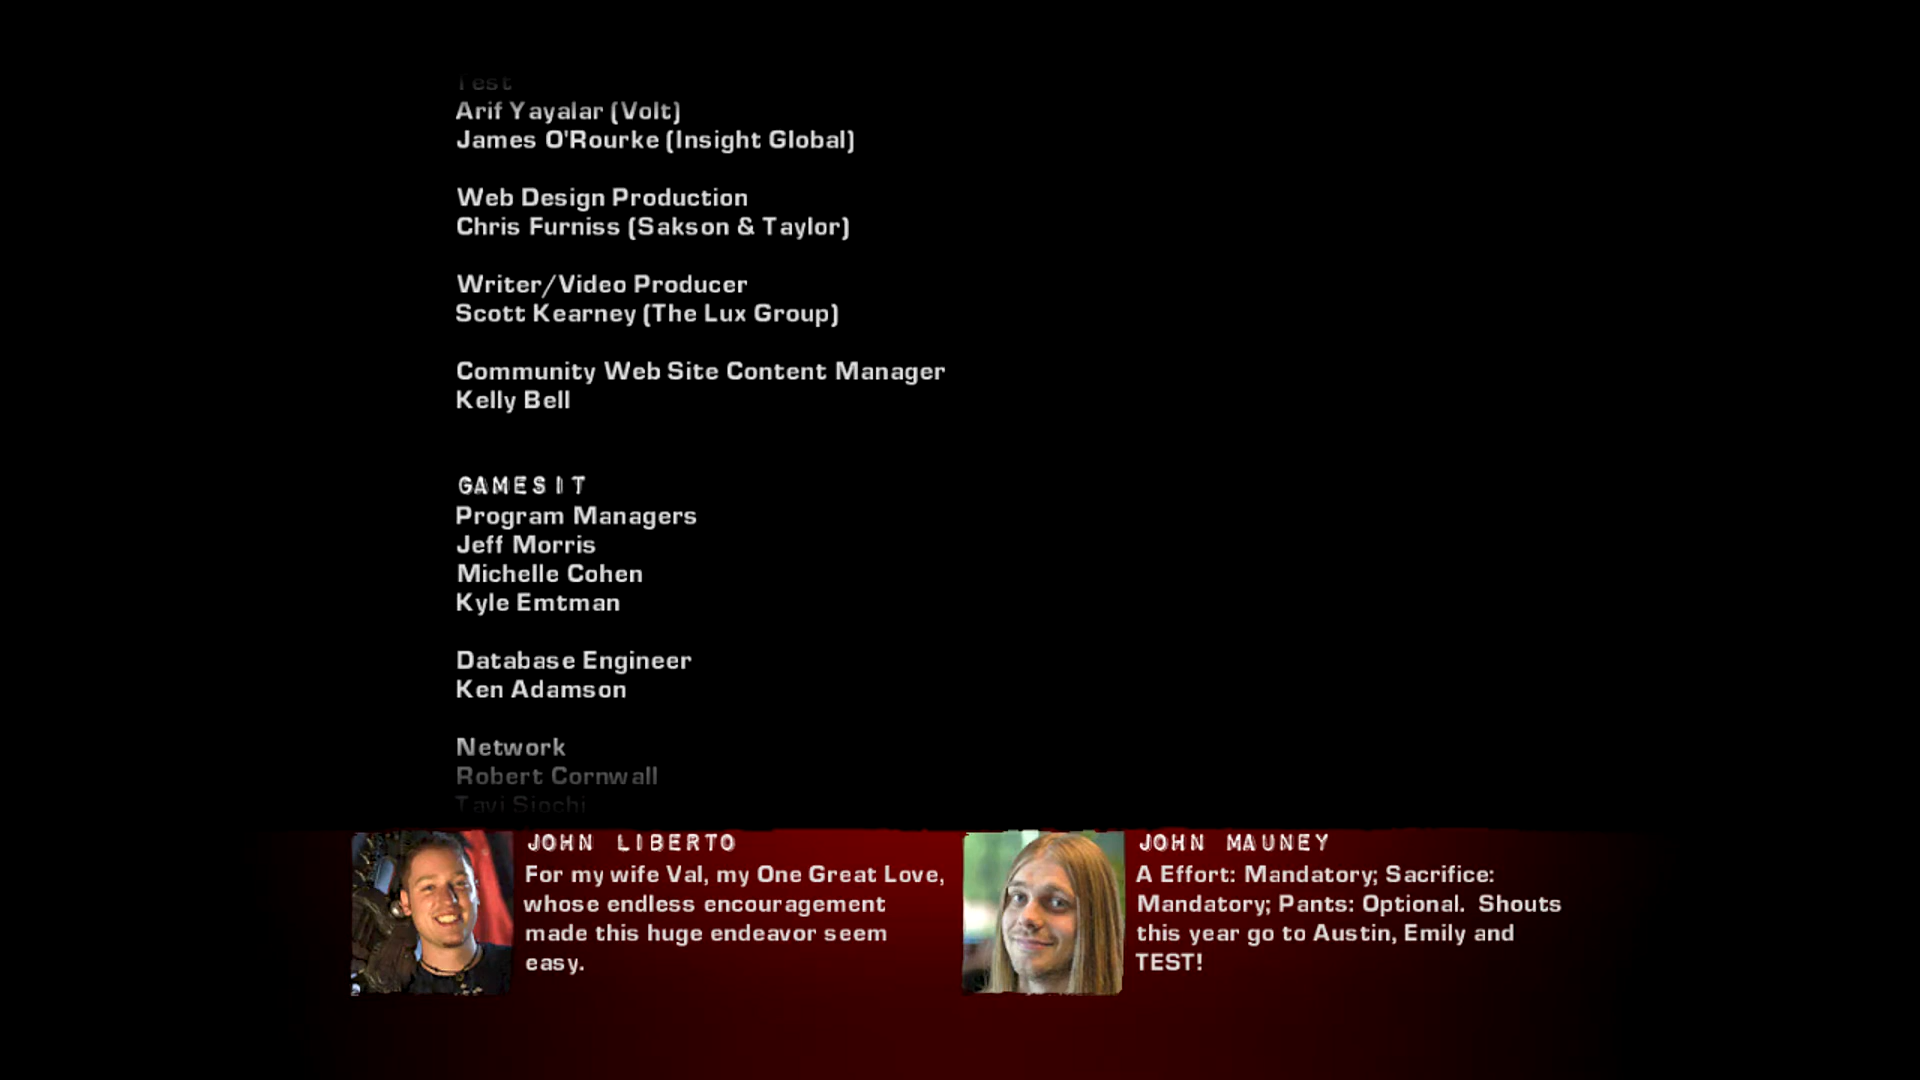 Test
Arif Yayalar (Volt)
James O'Rourke (Insight Global)
Web Design Production
Chris Furniss (Sakson & Taylor)
Writer/Video Producer
Scott Kearney (The Lux Group)
Community Web Site Content Manager
Kelly Bell
GAMESIT
Program Managers
Jeff Morris
Michelle Cohen
Kyle Emtman
Database Engineer
Ken Adamson
Network
Robert Cornwall
Tavi Siochi
JOHN LIBERTO
For my wife Val, my One Great Love,
whose endless encouragement
made this huge endeavor seem
easy.
JOHN MAUNEY
A Effort: Mandatory; Sacrifice:
Mandatory; Pants: Optional.  Shouts
this year go to Austin, Emily and
TEST!